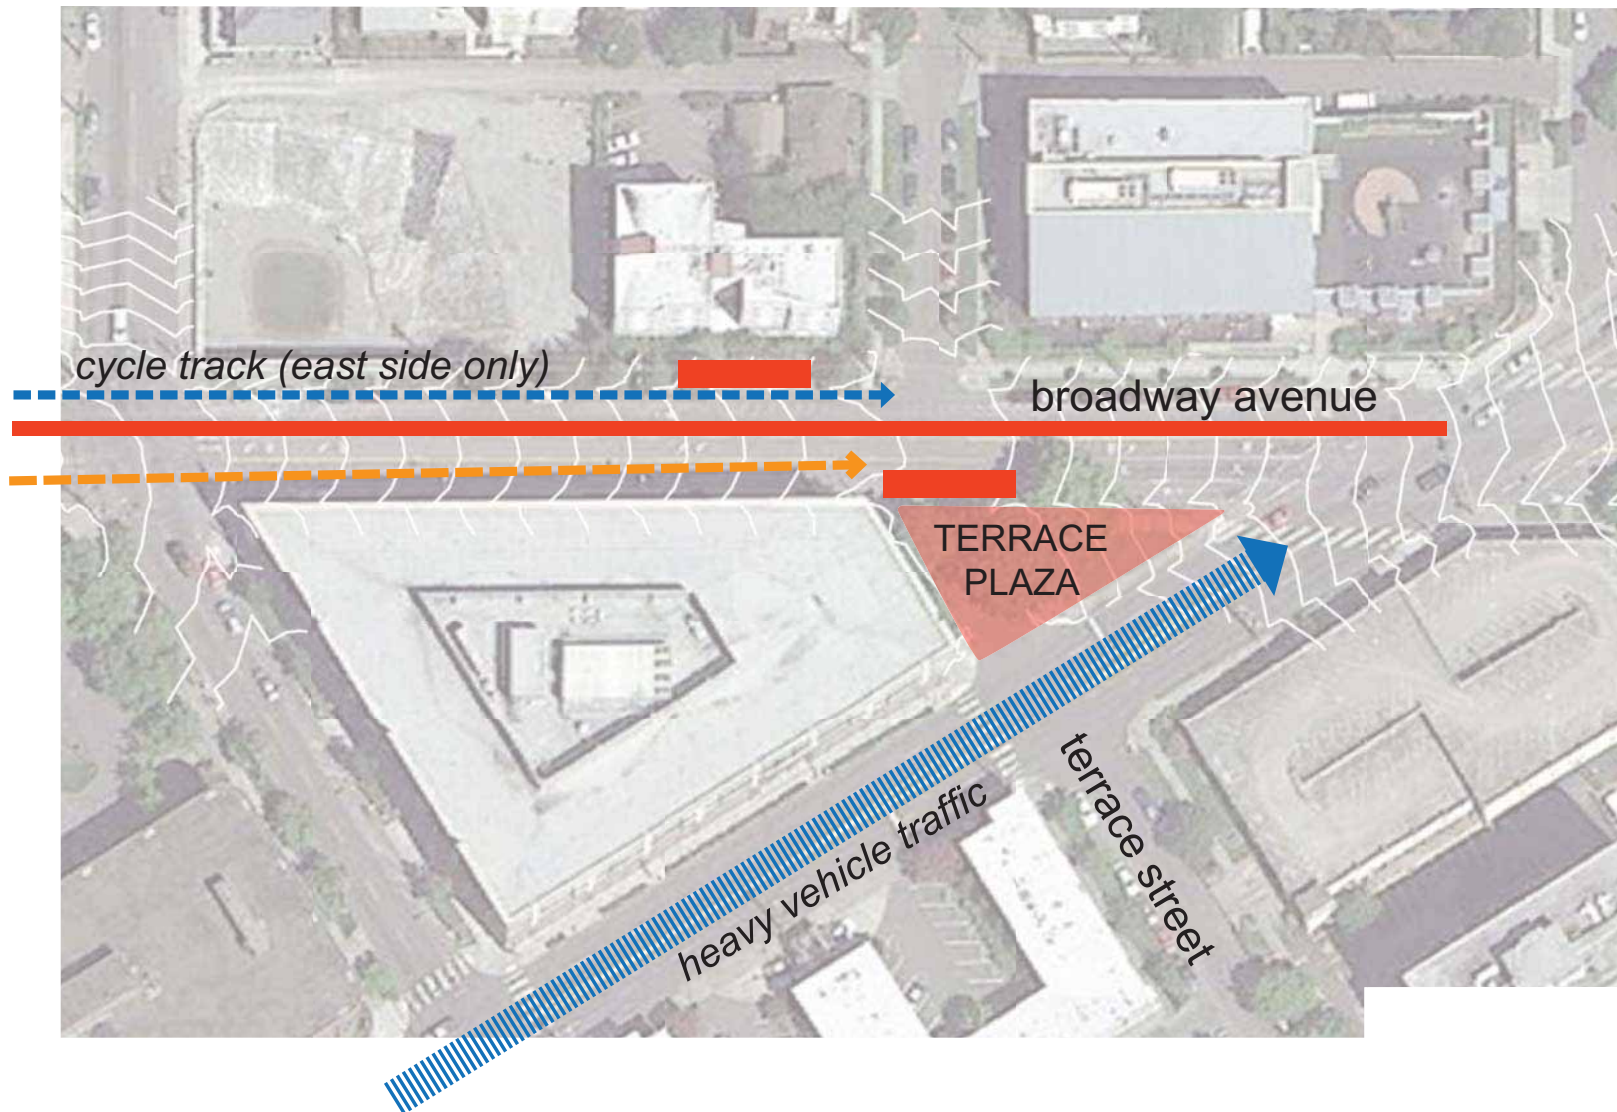 cycle track (east side only)
broadway avenue
TERRACE
PLAZA
heavy vehicle traffic
terrace street